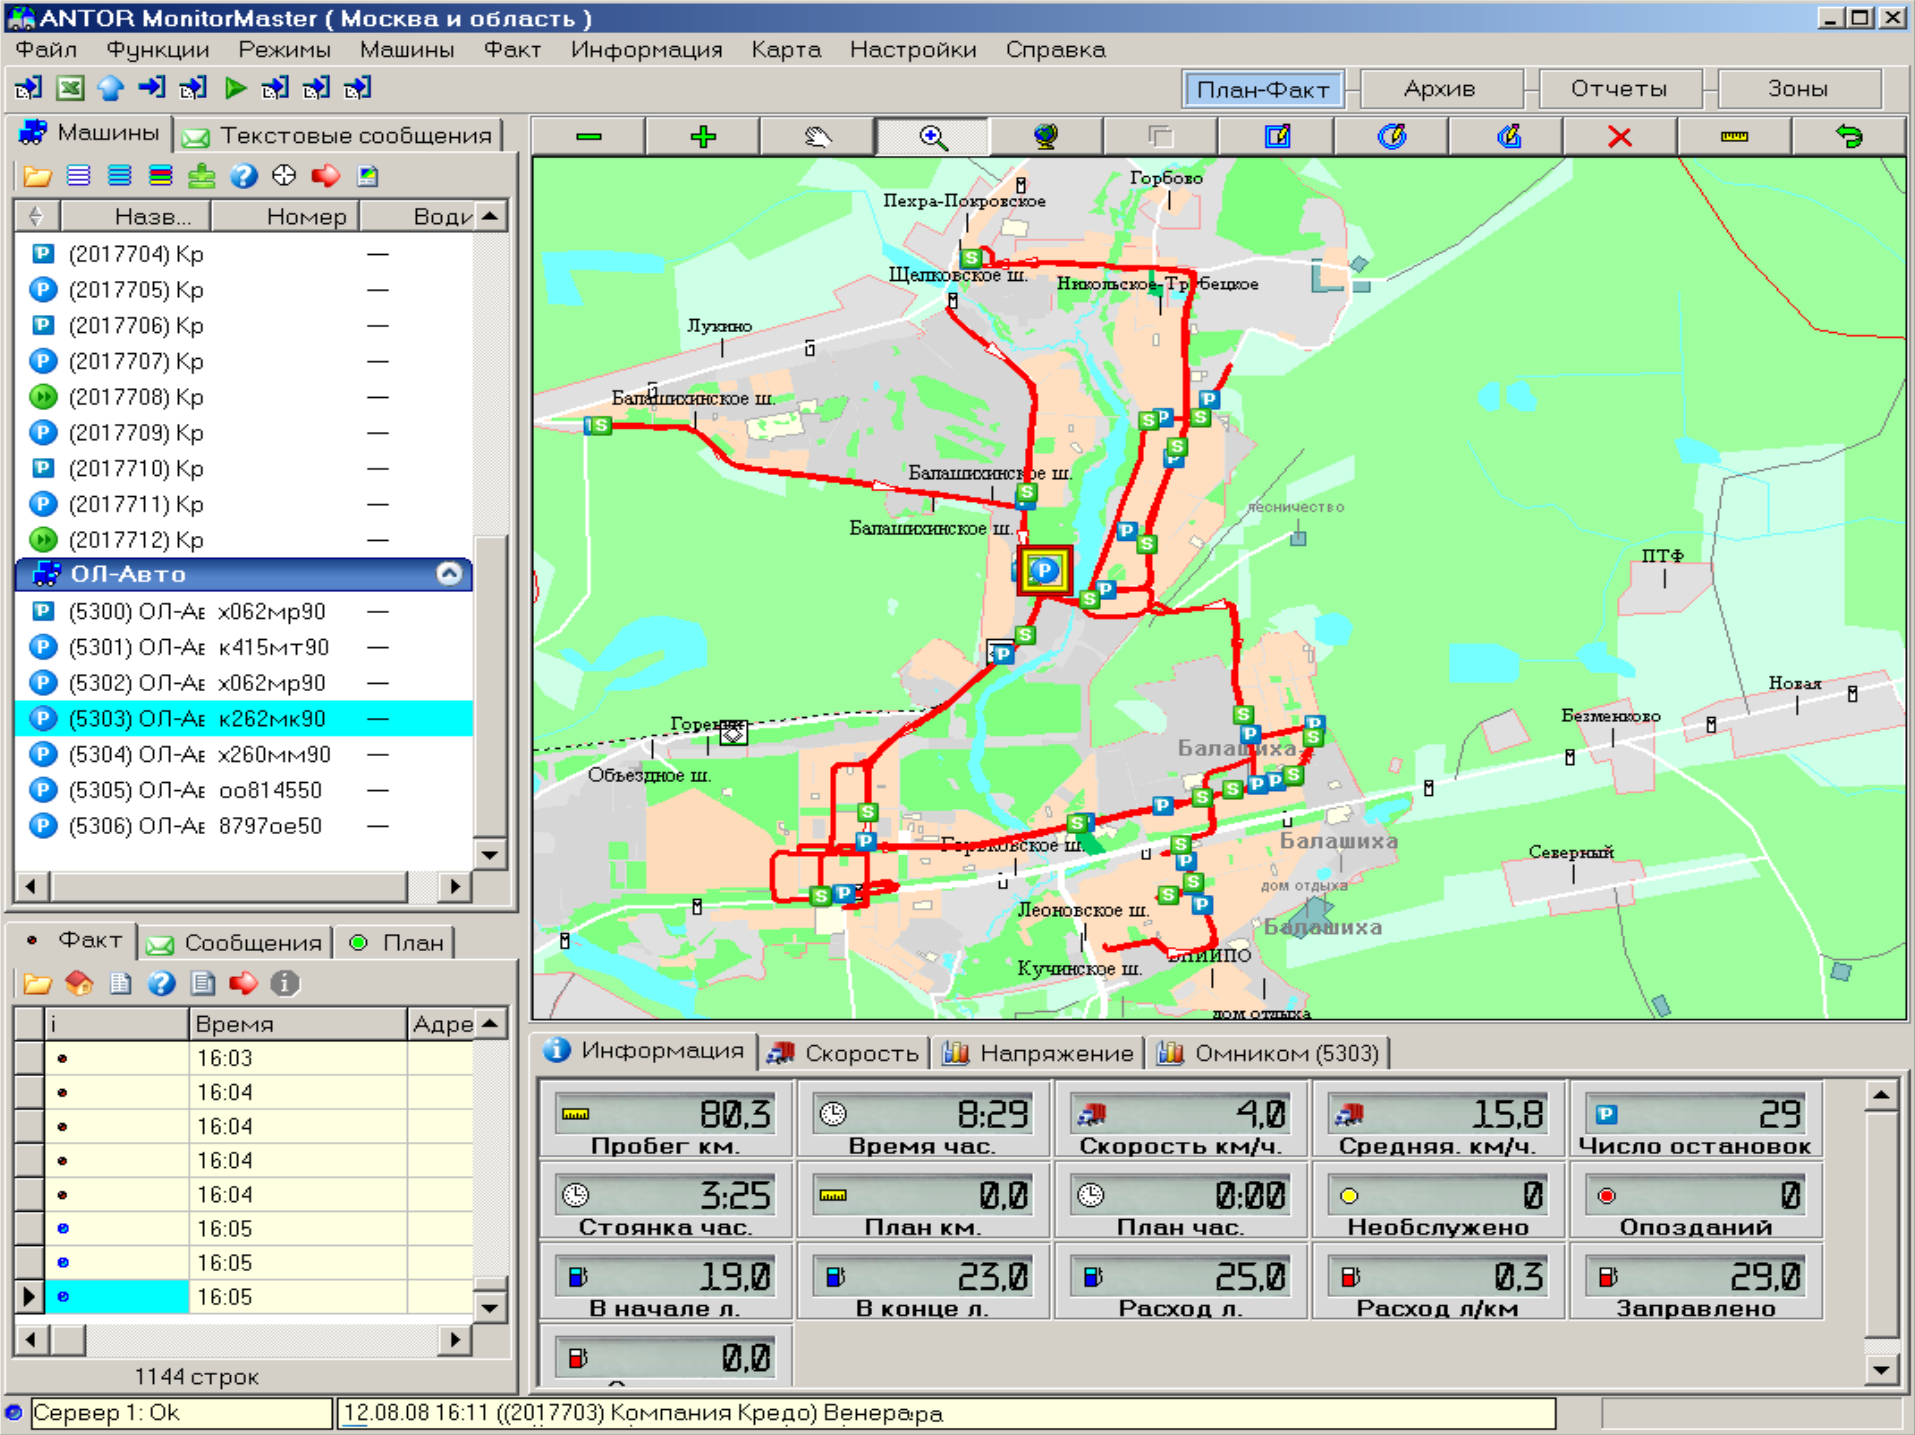 ANTOR MonitorMaster ( Москва и область )
Файл Функции Режимы Машины Факт Информация Карта Настройки Справка
План-Факт Архив Отчеты Зоны
Машины Текстовые сообщения
Назв... Номер Води
(2017704) Кр —
(2017705) Кр —
(2017706) Кр —
(2017707) Кр —
(2017708) Кр —
(2017709) Кр —
(2017710) Кр —
(2017711) Кр —
(2017712) Кр —
ОЛ-Авто
(5300) ОЛ-Ав х062мр90 —
(5301) ОЛ-Ав к415мт90 —
(5302) ОЛ-Ав х062мр90 —
(5303) ОЛ-Ав к262мк90 —
(5304) ОЛ-Ав х260мм90 —
(5305) ОЛ-Ав оо814550 —
(5306) ОЛ-Ав 8797ое50 —
Факт Сообщения План
i Время Адре
16:03
16:04
16:04
16:04
16:04
16:05
16:05
16:05
1144 строк
Горбово
Пехра-Покровское
Щелковское ш.
Никольское-Трубецкое
Лукино
Балашихинское ш.
Балашихинское ш.
Балашихинское ш.
лесничество
ПТФ
Новая
Безменково
Горенки
Балашиха
Объездное ш.
Горьковское ш.
Балашиха
Северный
дом отдыха
Леоновское ш.
Балашиха
ВНИИПО
Кучинское ш.
дом отдыха
Информация Скорость Напряжение Омником (5303)
80,3 8:29 4,0 15,8 29
Пробег км. Время час. Скорость км/ч. Средняя. км/ч. Число остановок
3:25 0,0 0:00 0 0
Стоянка час. План км. План час. Необслужено Опозданий
19,0 23,0 25,0 0,3 29,0
В начале л. В конце л. Расход л. Расход л/км Заправлено
0,0
Сервер 1: Ok
12.08.08 16:11 ((2017703) Компания Кредо) Венера